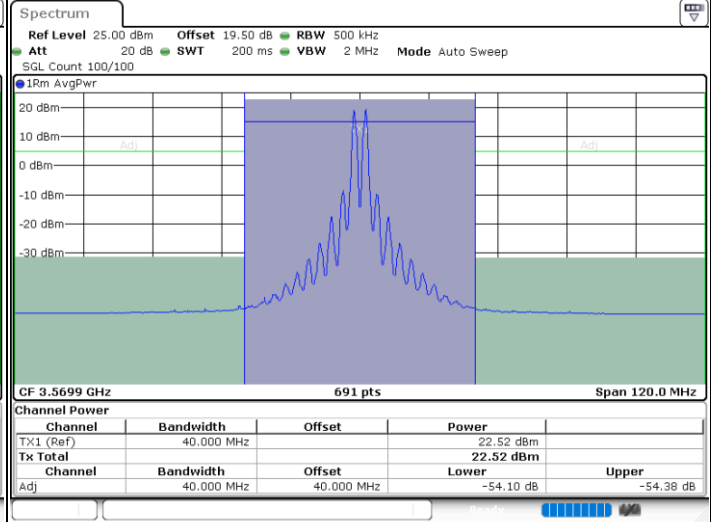 Spectrum
Ref Level 25.00 dBm Offset 19.50 dB RBW 500 kHz
Att 20 dB SWT 200 ms VBW 2 MHz Mode Auto Sweep
SGL Count 100/100
1Rm AvgPwr
20 dBm
10 dBm
Adj Adj
0 dBm
-10 dBm
-20 dBm
-30 dBm
CF 3.5699 GHz 691 pts Span 120.0 MHz
Channel Power
Channel Bandwidth Offset Power
TX1 (Ref) 40.000 MHz 22.52 dBm
Tx Total 22.52 dBm
Channel Bandwidth Offset Lower Upper
Adj 40.000 MHz 40.000 MHz -54.10 dB -54.38 dB
Ready